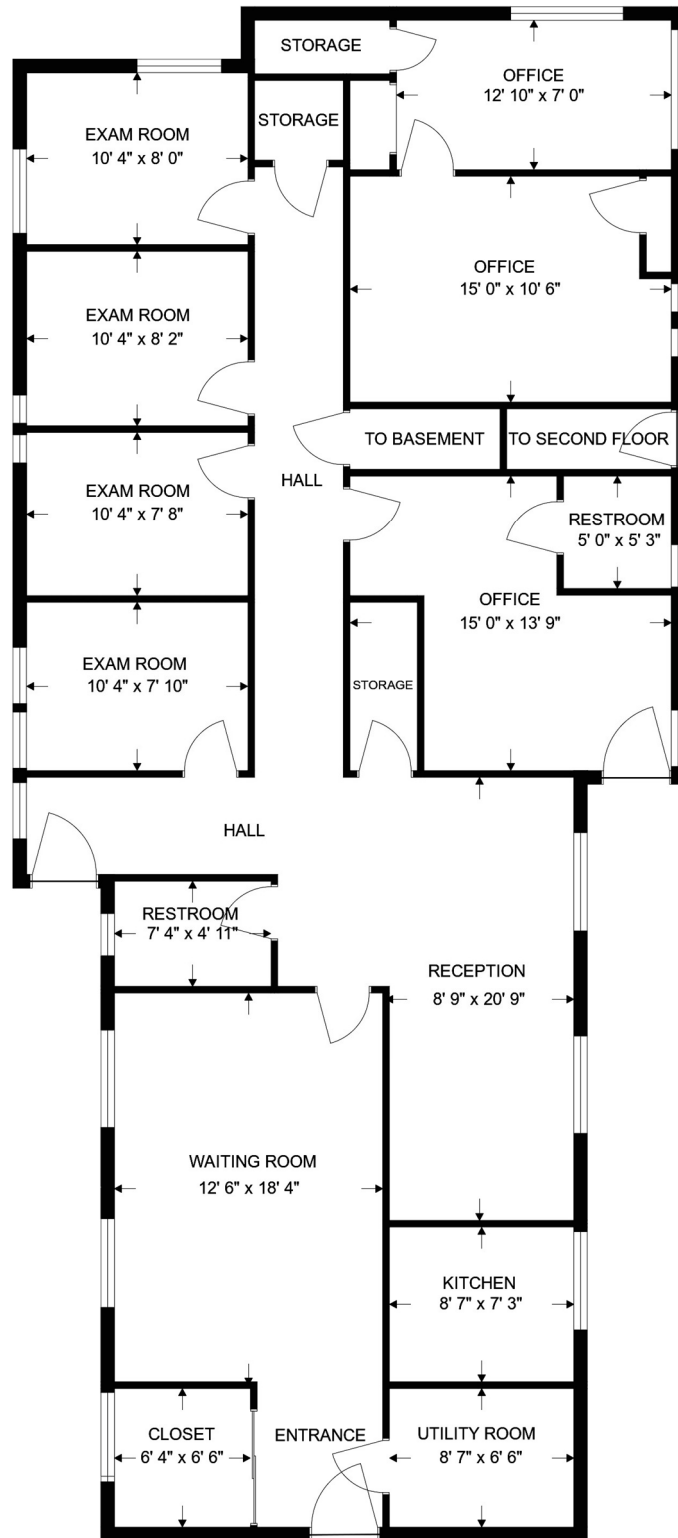 STORAGE
OFFICE
12' 10" x 7' 0"
STORAGE
EXAM ROOM
10' 4" x 8' 0"
OFFICE
15' 0" x 10' 6"
EXAM ROOM
10' 4" x 8' 2"
TO BASEMENT
TO SECOND FLOOR
HALL
EXAM ROOM
10' 4" x 7' 8"
RESTROOM
5' 0" x 5' 3"
OFFICE
15' 0" x 13' 9"
EXAM ROOM
10' 4" x 7' 10"
STORAGE
HALL
RESTROOM
7' 4" x 4' 11"
RECEPTION
8' 9" x 20' 9"
WAITING ROOM
12' 6" x 18' 4"
KITCHEN
8' 7" x 7' 3"
CLOSET
6' 4" x 6' 6"
ENTRANCE
UTILITY ROOM
8' 7" x 6' 6"